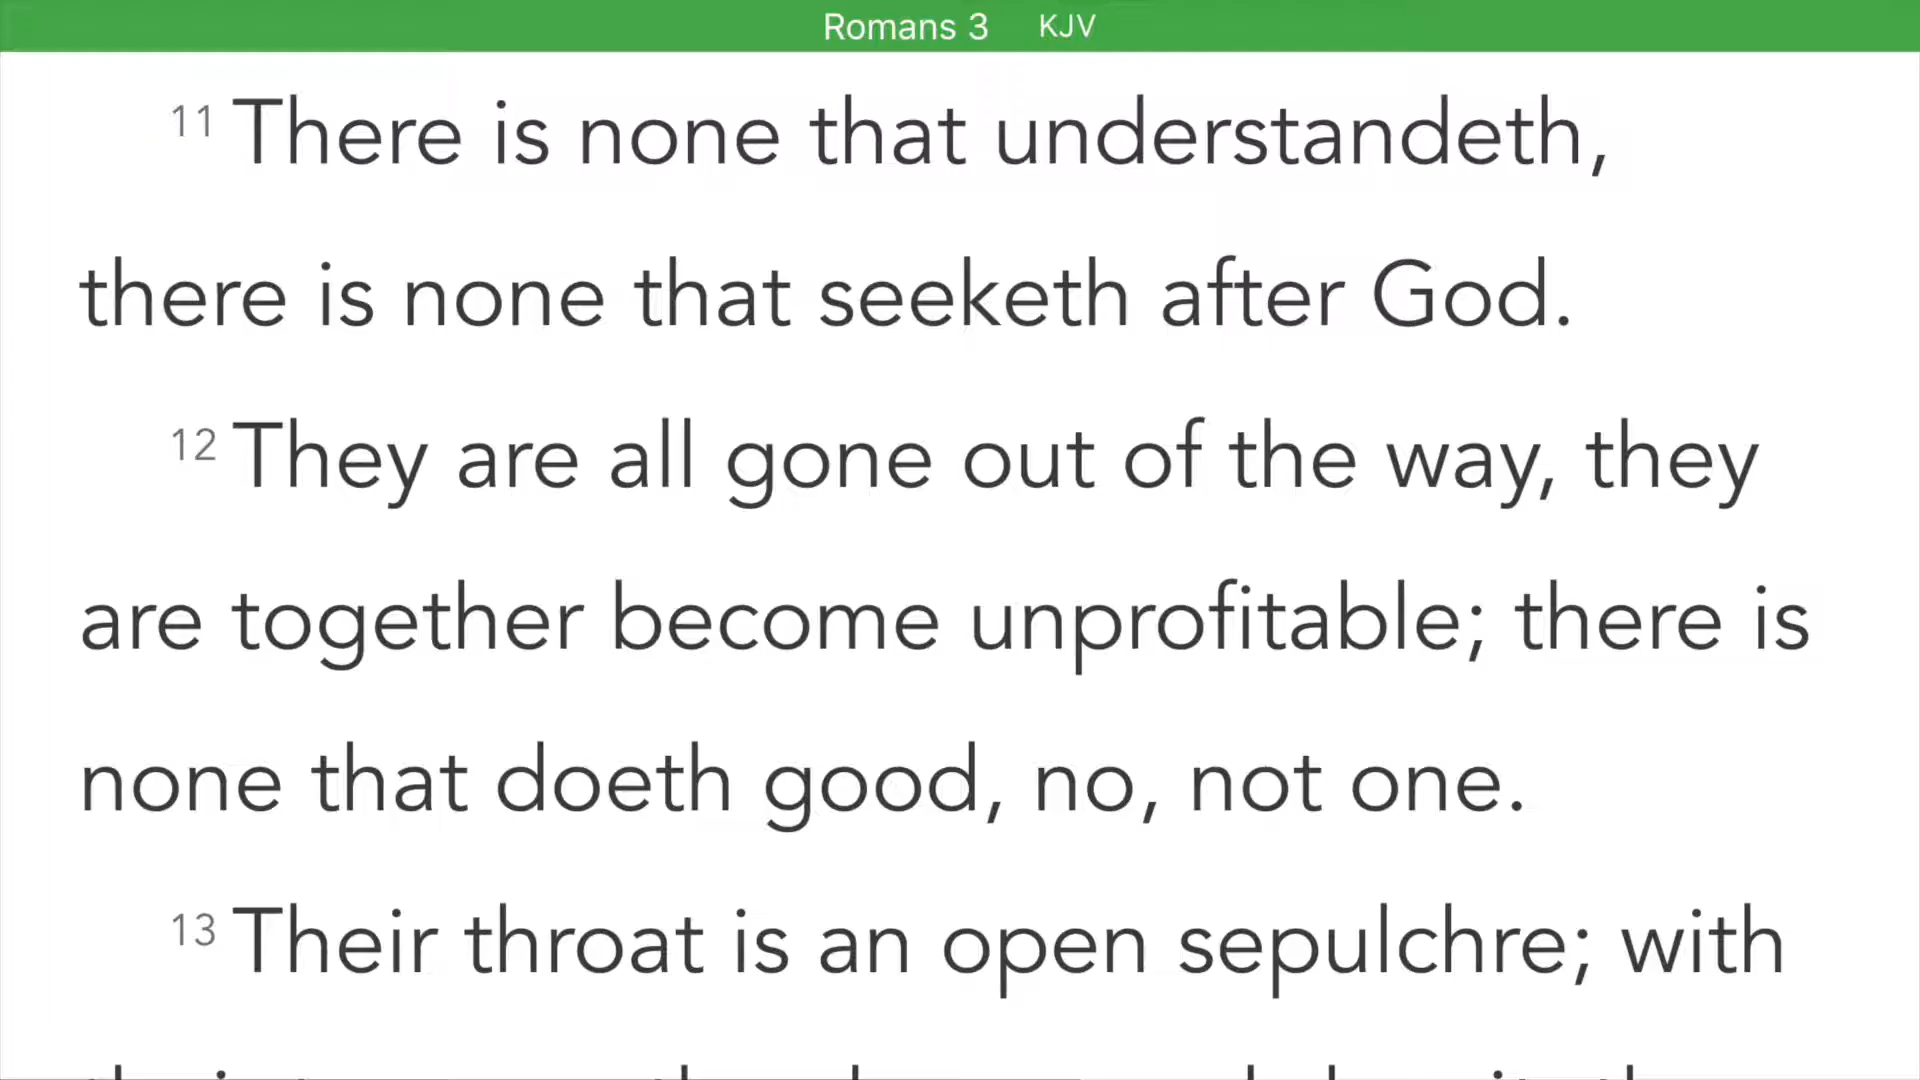 Romans 3 KJV
11 There is none that understandeth,
there is none that seeketh after God.
12 They are all gone out of the way, they
are together become unprofitable; there is
none that doeth good, no, not one.
13 Their throat is an open sepulchre; with